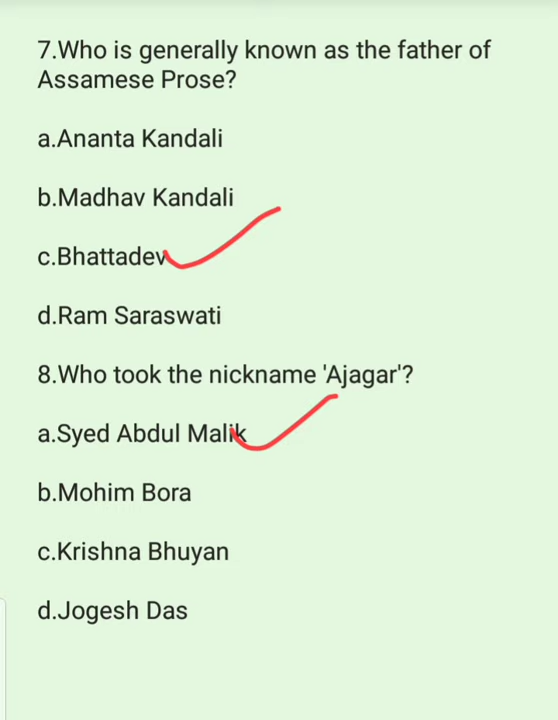 7.Who is generally known as the father of
Assamese Prose?
a.Ananta Kandali
b.Madhav Kandali
c.Bhattadev
d.Ram Saraswati
8.Who took the nickname 'Ajagar'?
a.Syed Abdul Malik
b.Mohim Bora
c.Krishna Bhuyan
d.Jogesh Das